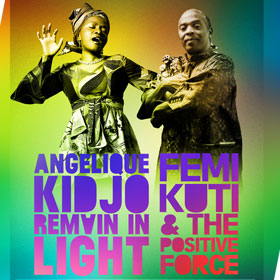 ANGELIQUE
KIDJO
REMAIN IN
LIGHT
FEMI
KUTI
& THE
POSITIVE
FORCE